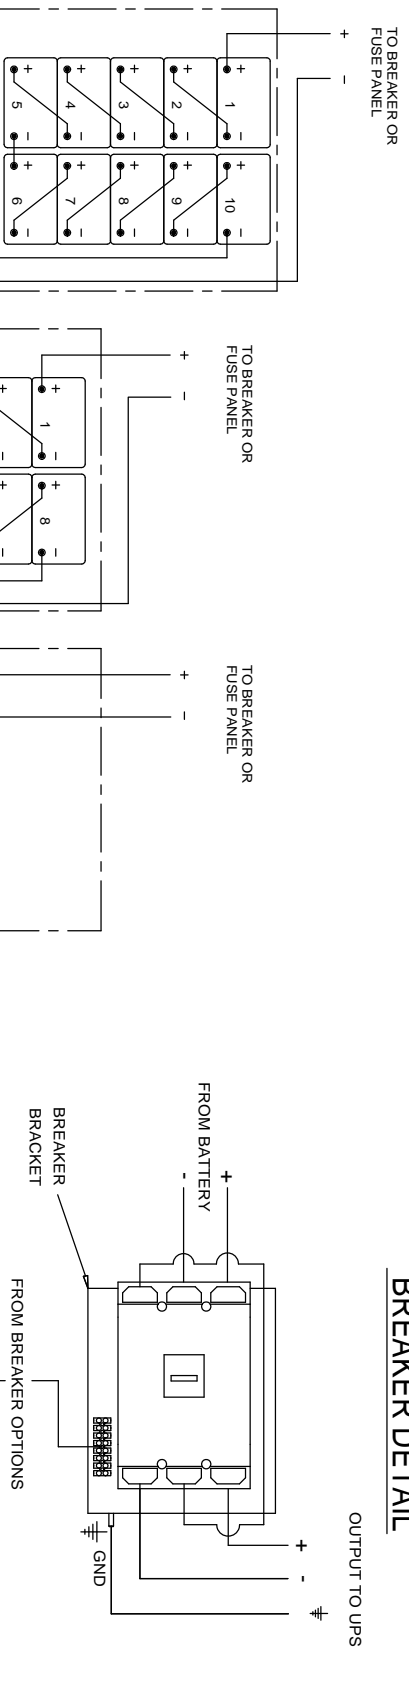 TO BREAKER OR
FUSE PANEL
+
−
+ + + + +
5 4 3 2 1
− − − − −
+ + + + +
6 7 8 9 10
− − − − −
TO BREAKER OR
FUSE PANEL
+
−
+ +
1
− −
+ +
8
− −
TO BREAKER OR
FUSE PANEL
+
−
BREAKER DETAIL
FROM BATTERY
+
-
BREAKER
BRACKET
FROM BREAKER OPTIONS
OUTPUT TO UPS
+
-
GND